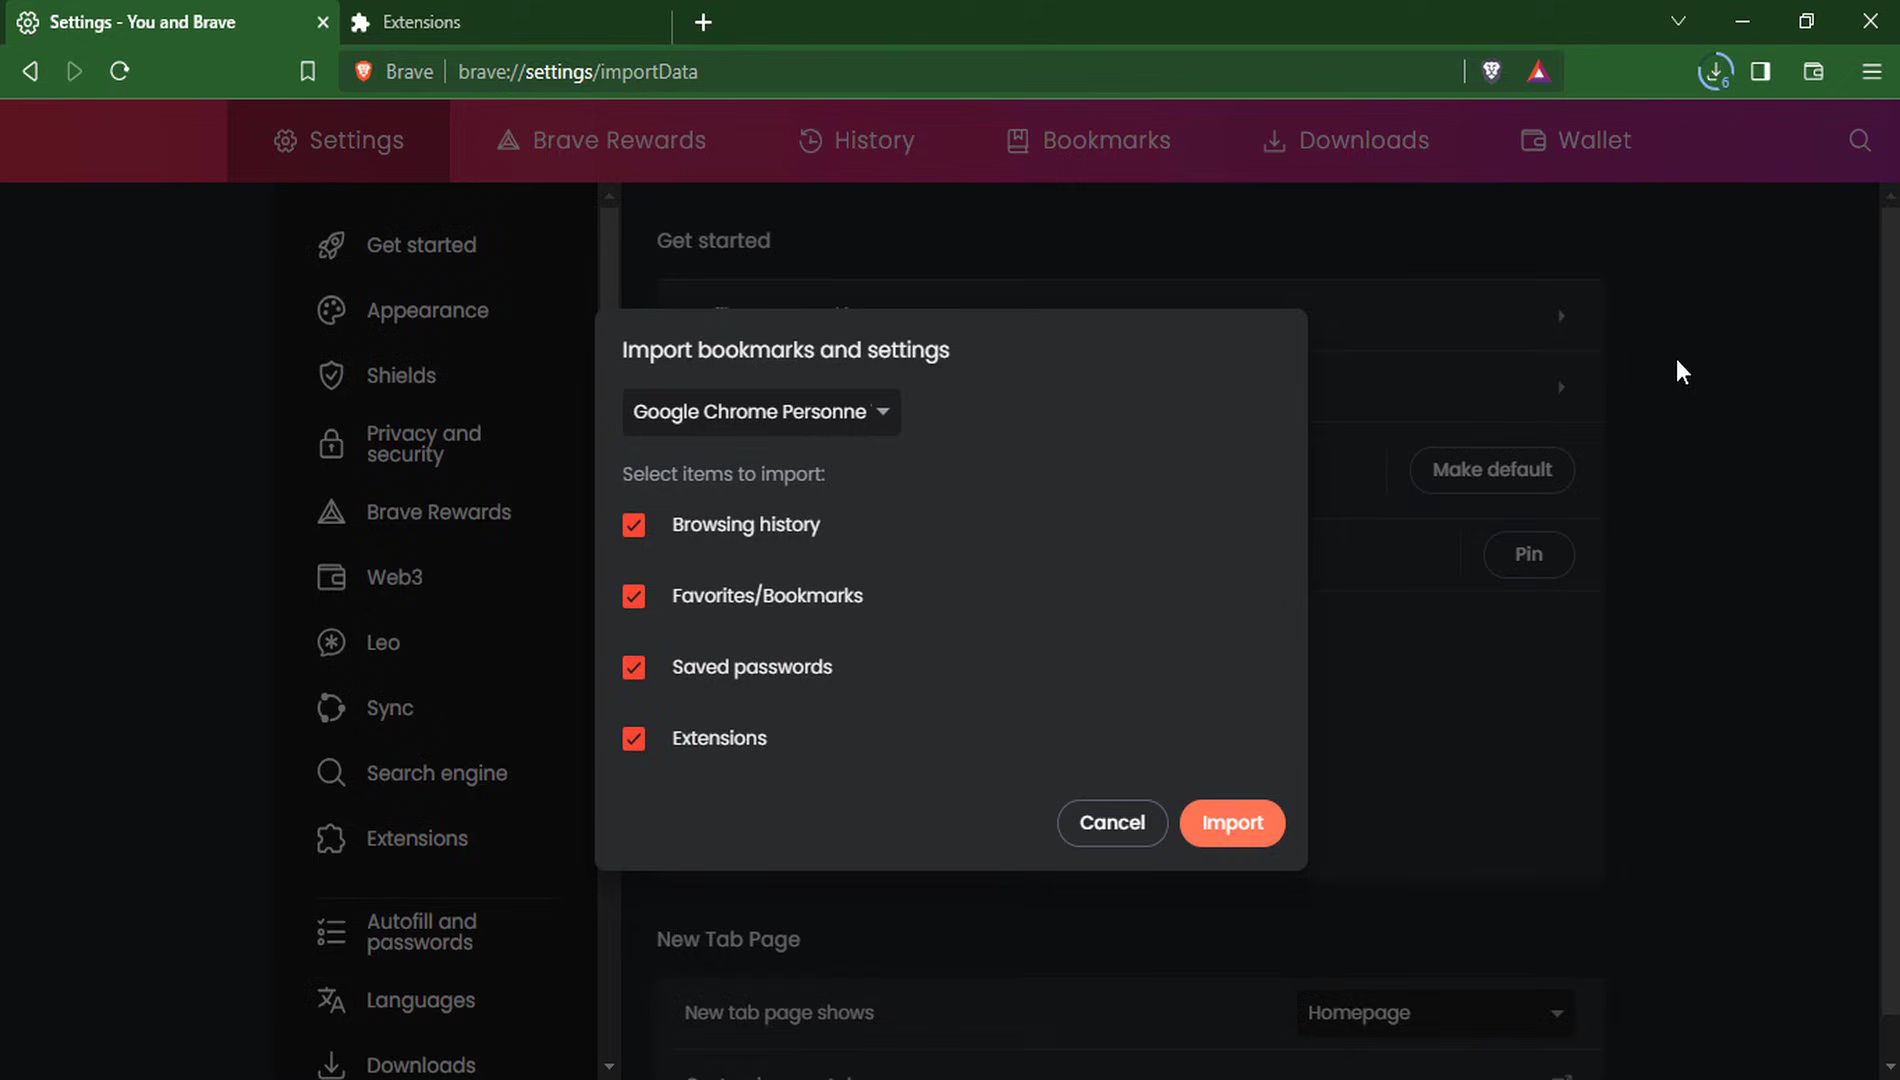 Settings - You and Brave
Extensions
Brave
brave://settings/importData
6
Settings
Brave Rewards
History
Bookmarks
Downloads
Wallet
Get started
Appearance
Shields
Privacy and
security
Brave Rewards
Web3
Leo
Sync
Search engine
Extensions
Autofill and
passwords
Languages
Downloads
Get started
Import bookmarks and settings
Google Chrome Personne
Select items to import:
Browsing history
Favorites/Bookmarks
Saved passwords
Extensions
Cancel
Import
Make default
Pin
New Tab Page
New tab page shows
Homepage